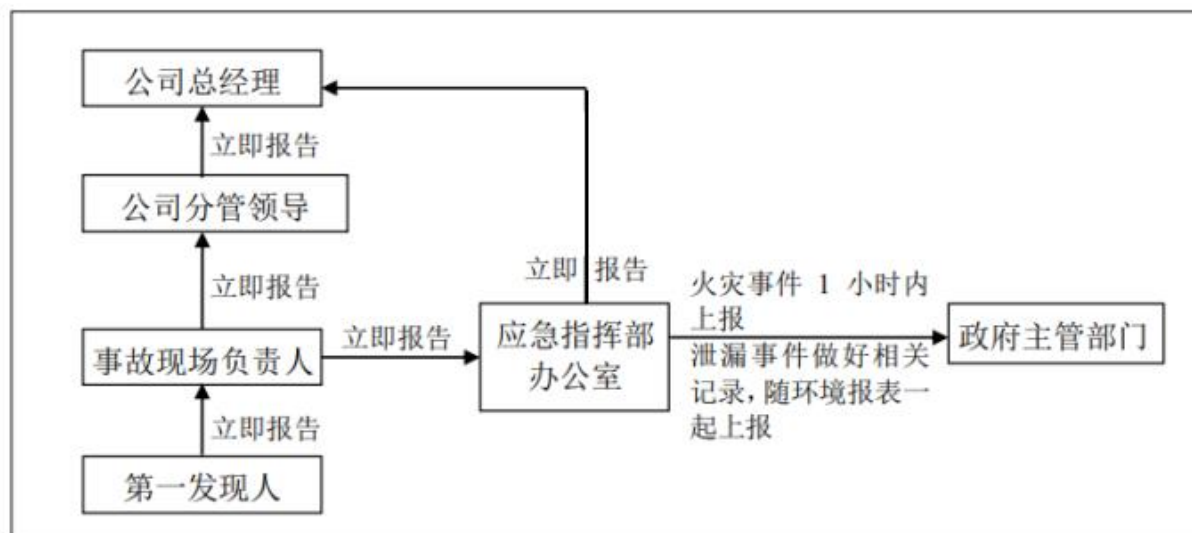 公司总经理
立即报告
公司分管领导
立即报告
事故现场负责人
立即报告
第一发现人
立即报告
立即 报告
应急指挥部
办公室
火灾事件 1 小时内
上报
泄漏事件做好相关
记录，随环境报表一
起上报
政府主管部门